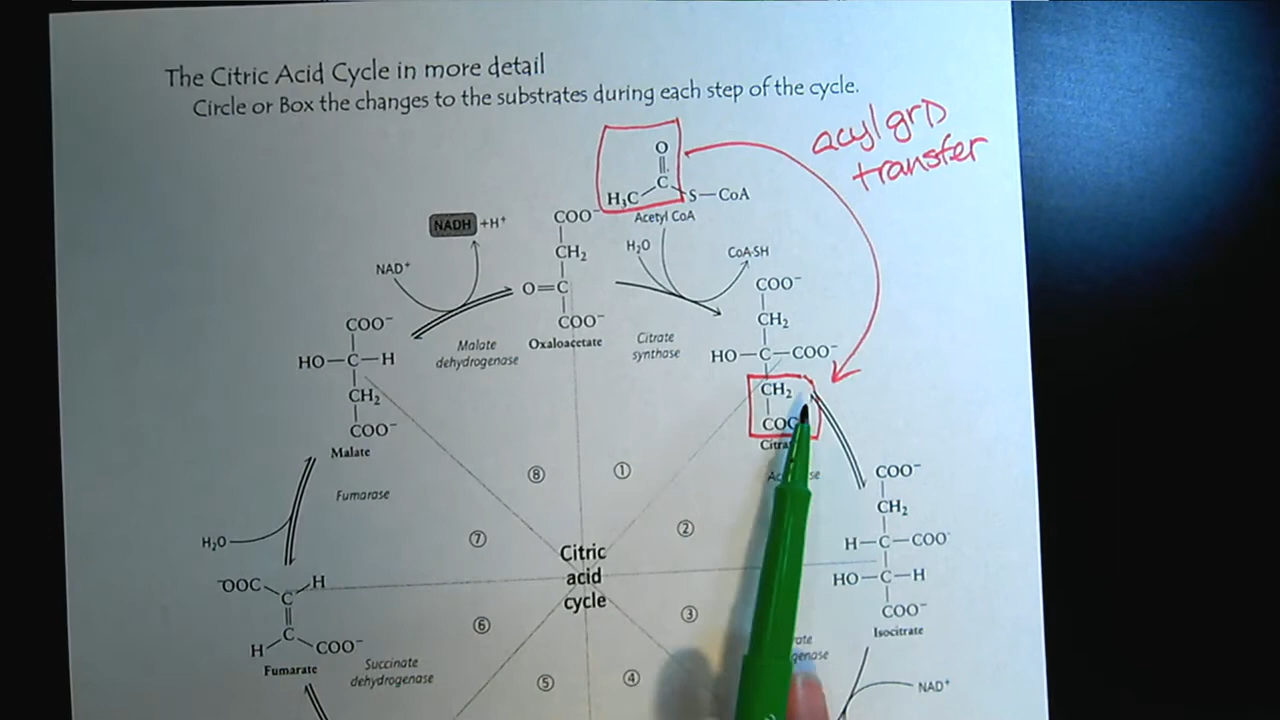 The Citric Acid Cycle in more detail
Circle or Box the changes to the substrates during each step of the cycle.
acyl grp
transfer
O
C
H₃C
S—CoA
Acetyl CoA
NADH +H⁺
NAD⁺
COO⁻
CH₂
O=C
COO⁻
Oxaloacetate
H₂O
CoA-SH
Malate
dehydrogenase
Citrate
synthase
COO⁻
CH₂
HO—C—COO⁻
CH₂
COO⁻
HO—C—H
CH₂
COO⁻
Malate
Fumarase
H₂O
⑧
①
⑦
②
Citric
acid
cycle
⑥
③
⑤
④
COO⁻
CH₂
H—C—COO⁻
HO—C—H
COO⁻
Isocitrate
NAD⁺
⁻OOC
H
C
C
H
COO⁻
Fumarate
Succinate
dehydrogenase